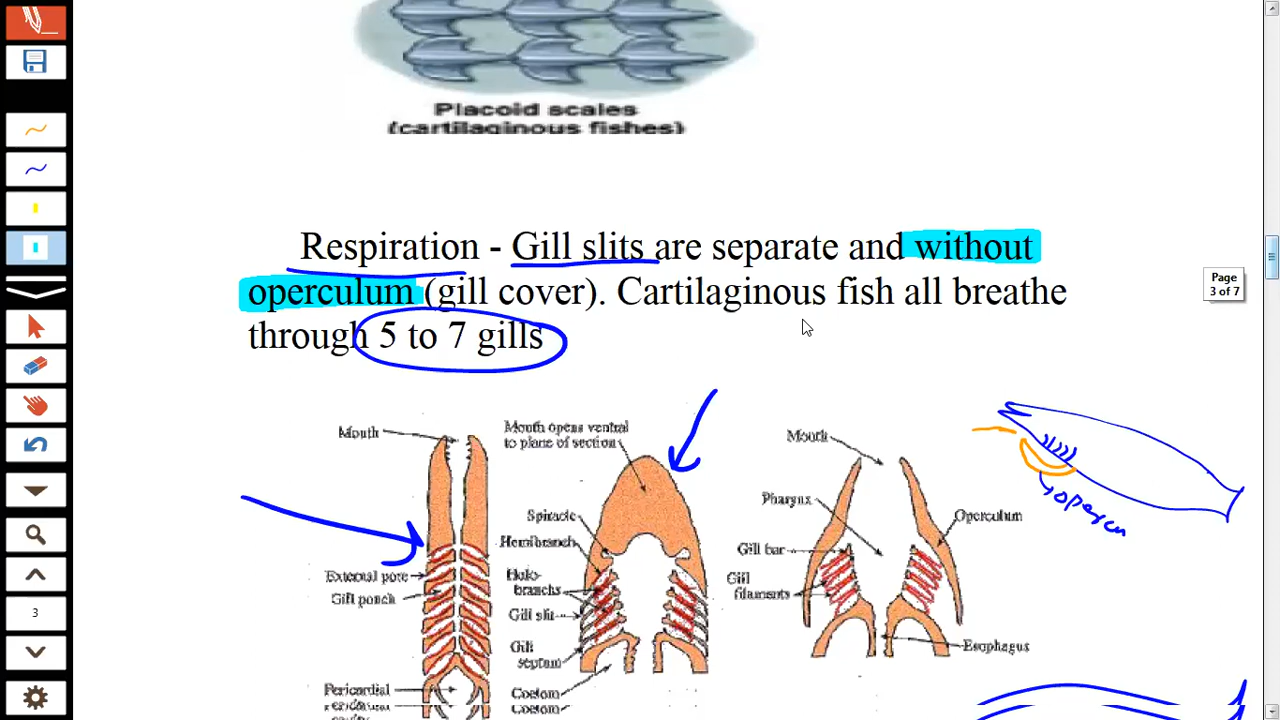 Placoid scales
(cartilaginous fishes)
Respiration - Gill slits are separate and without
operculum (gill cover). Cartilaginous fish all breathe
through 5 to 7 gills
Page
3 of 7
Mouth
Mouth opens ventral
to plane of section
Spiracle
Hemibranch
Holo-
branchs
Gill slit
Gill
septum
Coelom
Coelom
External pore
Gill pouch
Pericardial
Mouth
Pharynx
Operculum
Gill bar
Gill
filaments
Esophagus
opercu
3